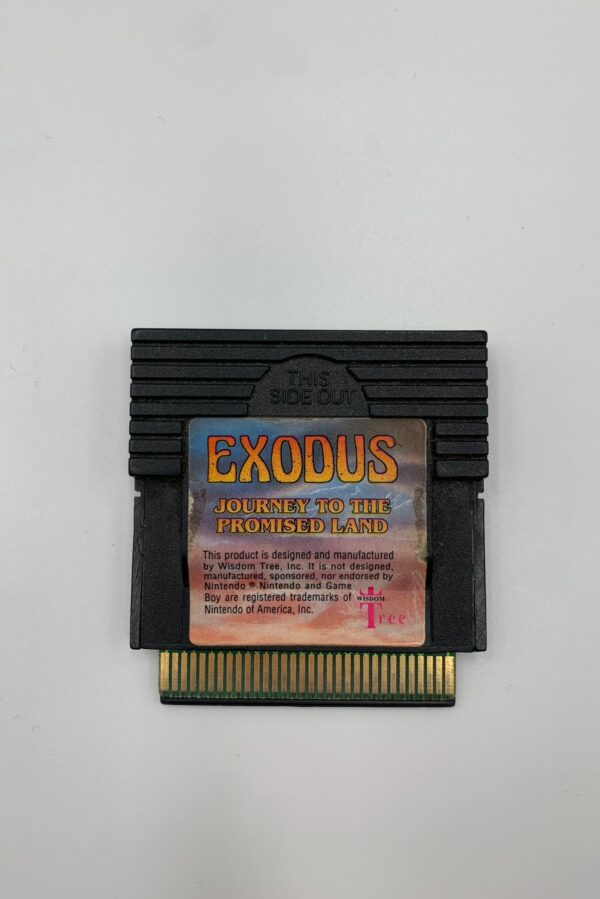 THIS
SIDE OUT
EXODUS
JOURNEY TO THE
PROMISED LAND
This product is designed and manufactured
by Wisdom Tree, Inc. It is not designed,
manufactured, sponsored, nor endorsed by
Nintendo ® Nintendo and Game
Boy are registered trademarks of
Nintendo of America, Inc.
WISDOM
Tree